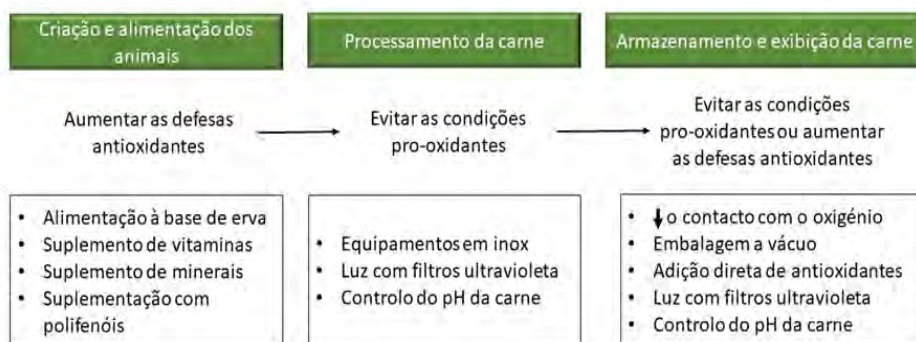 Criação e alimentação dos
animais
Processamento da carne
Armazenamento e exibição da carne
Aumentar as defesas
antioxidantes
Evitar as condições
pro-oxidantes
Evitar as condições
pro-oxidantes ou aumentar
as defesas antioxidantes
• Alimentação à base de erva
• Suplemento de vitaminas
• Suplemento de minerais
• Suplementação com
polifenóis
• Equipamentos em inox
• Luz com filtros ultravioleta
• Controlo do pH da carne
• ↓ o contacto com o oxigénio
• Embalagem a vácuo
• Adição direta de antioxidantes
• Luz com filtros ultravioleta
• Controlo do pH da carne